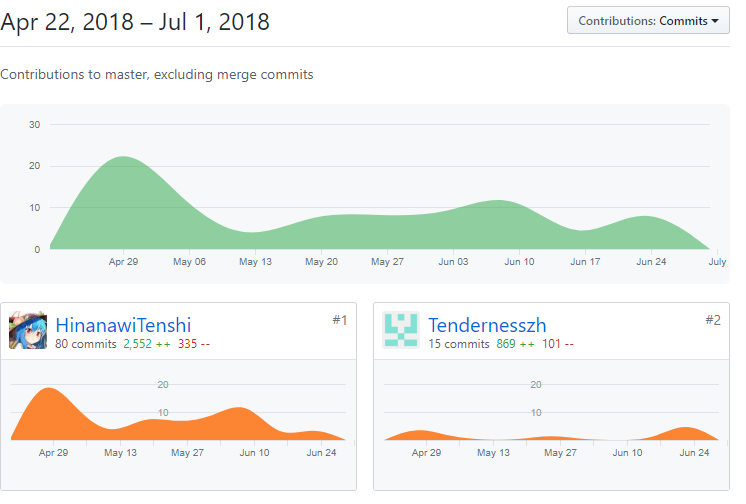 Apr 22, 2018 – Jul 1, 2018
Contributions: Commits
Contributions to master, excluding merge commits
30
20
10
0
Apr 29 May 06 May 13 May 20 May 27 Jun 03 Jun 10 Jun 17 Jun 24 July
HinanawiTenshi #1
80 commits 2,552 ++ 335 --
20
10
Apr 29 May 13 May 27 Jun 10 Jun 24
Tendernesszh #2
15 commits 869 ++ 101 --
20
10
Apr 29 May 13 May 27 Jun 10 Jun 24